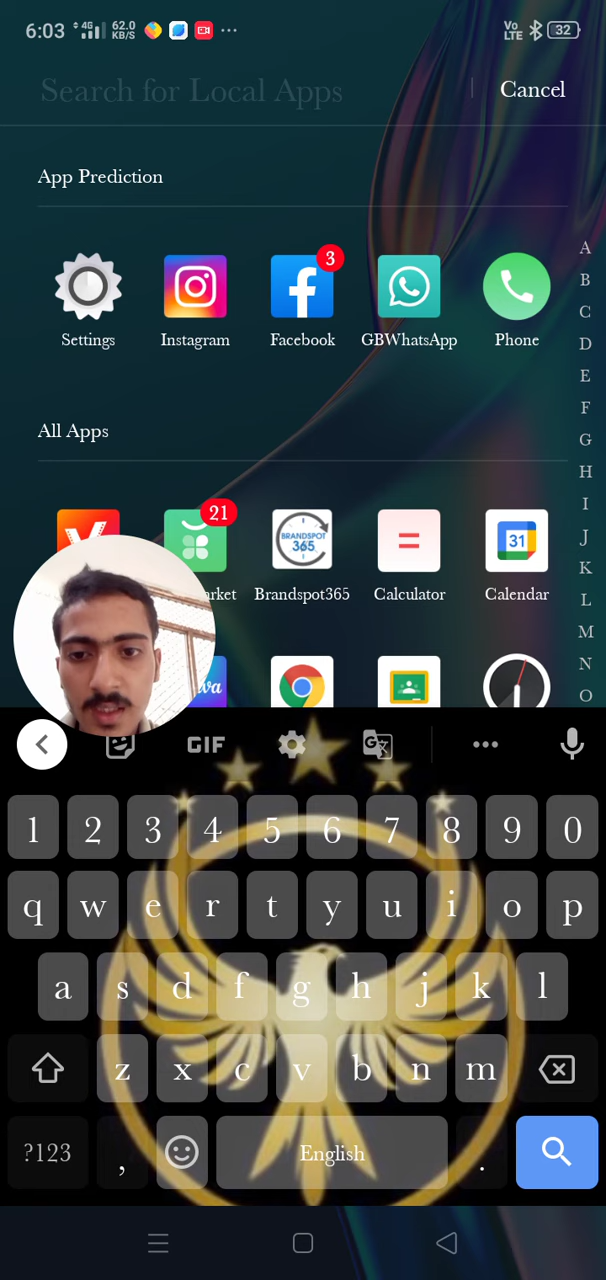 6:03 4G 62.0 KB/S Vo LTE 32
Search for Local Apps Cancel
App Prediction
3
Settings Instagram Facebook GBWhatsApp Phone
All Apps
21
BRANDSPOT 365 = 31
Brandspot365 Calculator Calendar
A
B
C
D
E
F
G
H
I
J
K
L
M
N
O
GIF
1 2 3 4 5 6 7 8 9 0
q w e r t y u i o p
a s d f g h j k l
z x c v b n m
?123 , English .